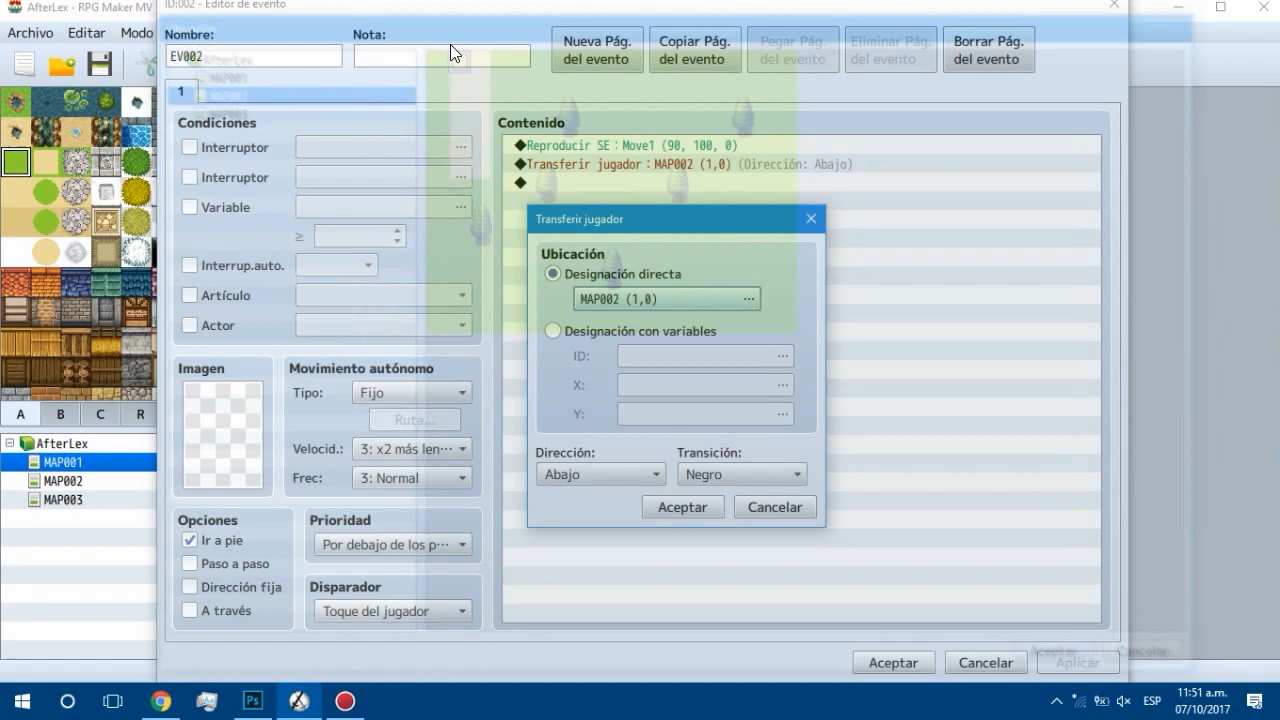 AfterLex - RPG Maker MV
ID:002 - Editor de evento
Archivo Editar Modo
Nombre:
EV002
Nota:
Nueva Pág. del evento
Copiar Pág. del evento
Pegar Pág. del evento
Eliminar Pág. del evento
Borrar Pág. del evento
1
Condiciones
Interruptor ...
Interruptor ...
Variable ...
≥
Interrup.auto.
Artículo
Actor
Imagen
Movimiento autónomo
Tipo: Fijo
Ruta...
Velocid.: 3: x2 más len...
Frec: 3: Normal
Opciones
Ir a pie
Paso a paso
Dirección fija
A través
Prioridad
Por debajo de los p...
Disparador
Toque del jugador
Contenido
◆Reproducir SE：Move1 (90, 100, 0)
◆Transferir jugador：MAP002 (1,0) (Dirección: Abajo)
◆
Transferir jugador
Ubicación
Designación directa
MAP002 (1,0) ...
Designación con variables
ID: ...
X: ...
Y: ...
Dirección:
Abajo
Transición:
Negro
Aceptar Cancelar
Aceptar Cancelar Aplicar
A B C R
AfterLex
MAP001
MAP002
MAP003
Ps
ESP
11:51 a.m.
07/10/2017